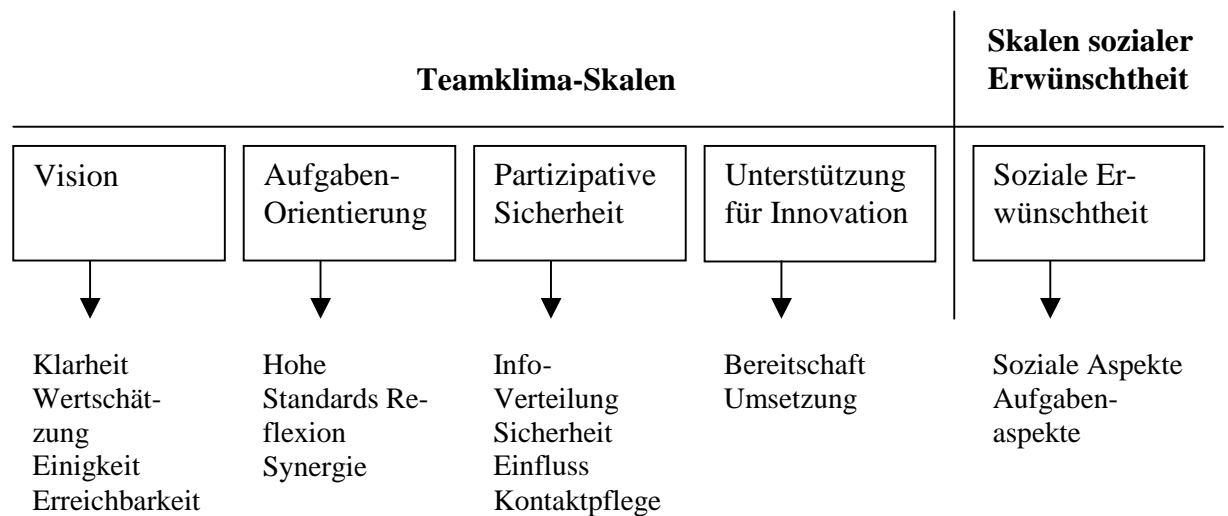 Teamklima-Skalen
Skalen sozialer
Erwünschtheit
Vision
Aufgaben-
Orientierung
Partizipative
Sicherheit
Unterstützung
für Innovation
Soziale Er-
wünschtheit
Klarheit
Wertschät-
zung
Einigkeit
Erreichbarkeit
Hohe
Standards Re-
flexion
Synergie
Info-
Verteilung
Sicherheit
Einfluss
Kontaktpflege
Bereitschaft
Umsetzung
Soziale Aspekte
Aufgaben-
aspekte